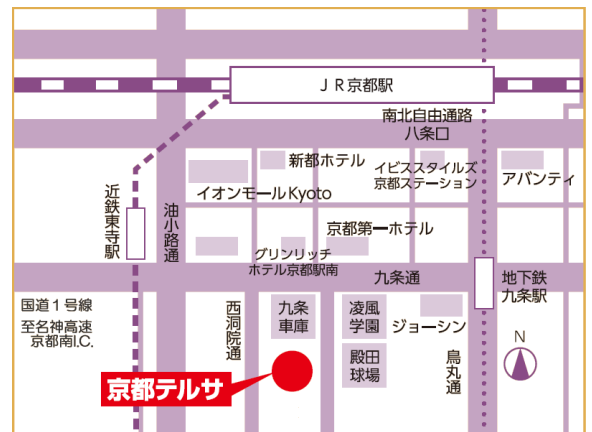 ＪＲ京都駅
南北自由通路
八条口
新都ホテル
イビススタイルズ
京都ステーション
アバンティ
イオンモールKyoto
近鉄東寺駅
油小路通
京都第一ホテル
グリンリッチ
ホテル京都駅南
九条通
地下鉄
九条駅
国道１号線
至名神高速
京都南I.C.
西洞院通
九条
車庫
凌風
学園
ジョーシン
殿田
球場
烏丸通
N
京都テルサ